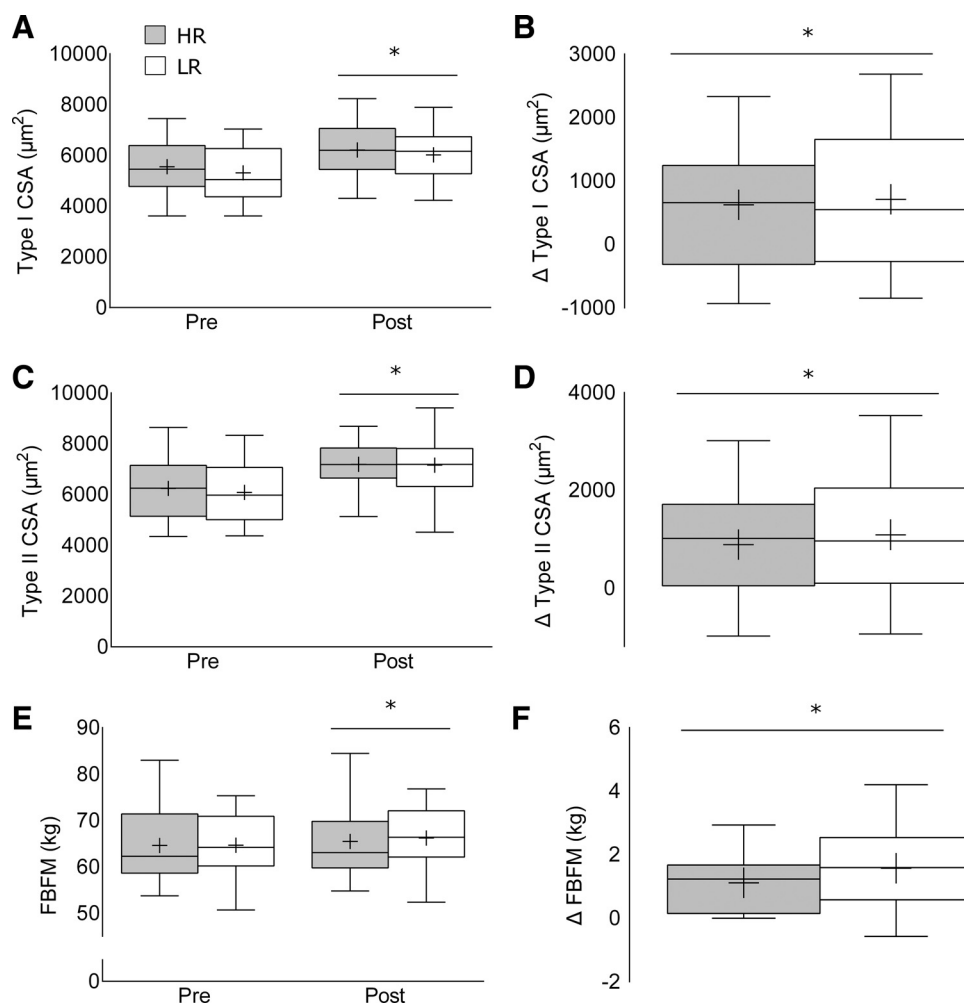 A
Type I CSA (µm²)
10000
8000
6000
4000
2000
0
HR
LR
*
Pre
Post
B
Δ Type I CSA (µm²)
3000
2000
1000
0
-1000
*
C
Type II CSA (µm²)
10000
8000
6000
4000
2000
0
*
Pre
Post
D
Δ Type II CSA (µm²)
4000
2000
0
*
E
FBFM (kg)
90
80
70
60
50
0
*
Pre
Post
F
Δ FBFM (kg)
6
4
2
0
-2
*